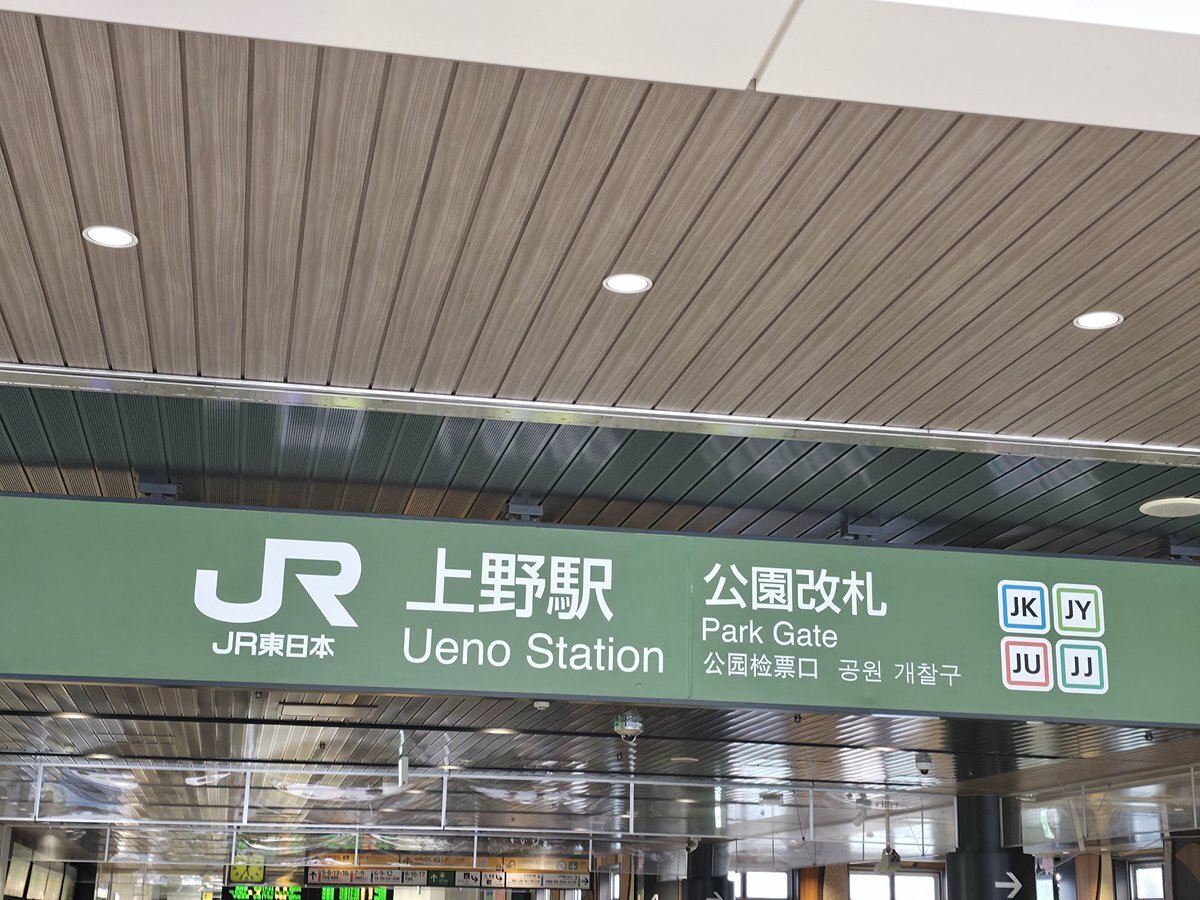 JR
JR東日本
上野駅
Ueno Station
公園改札
Park Gate
公园检票口 공원 개찰구
JK JY
JU JJ